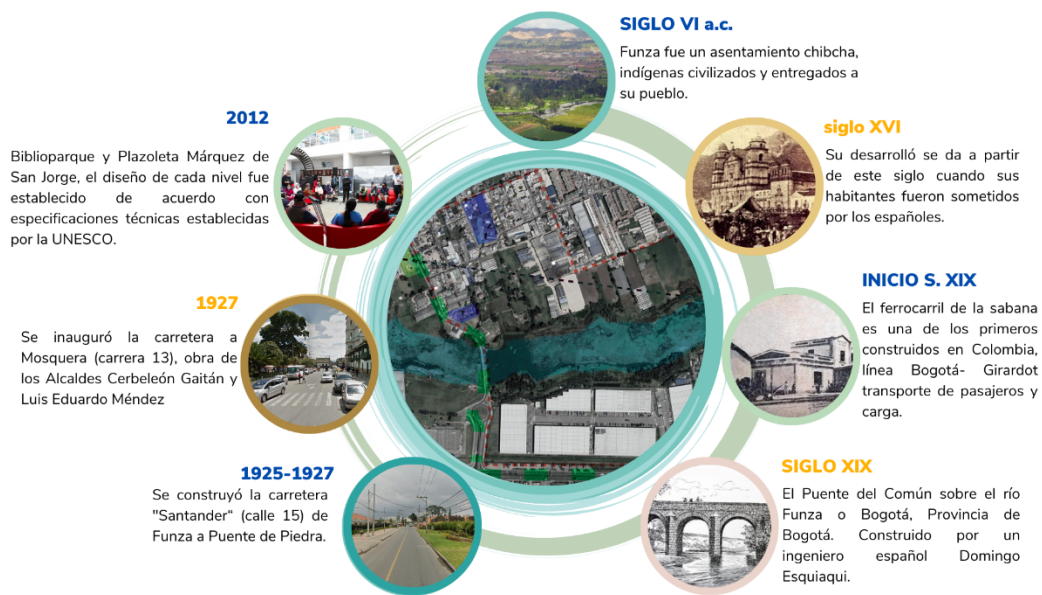 SIGLO VI a.c.
Funza fue un asentamiento chibcha,
indígenas civilizados y entregados a
su pueblo.
siglo XVI
Su desarrolló se da a partir
de este siglo cuando sus
habitantes fueron sometidos
por los españoles.
INICIO S. XIX
El ferrocarril de la sabana
es una de los primeros
construidos en Colombia,
línea Bogotá- Girardot
transporte de pasajeros y
carga.
SIGLO XIX
El Puente del Común sobre el río
Funza o Bogotá, Provincia de
Bogotá. Construido por un
ingeniero español Domingo
Esquiaqui.
1925-1927
Se construyó la carretera
"Santander“ (calle 15) de
Funza a Puente de Piedra.
1927
Se inauguró la carretera a
Mosquera (carrera 13), obra de
los Alcaldes Cerbeleón Gaitán y
Luis Eduardo Méndez
2012
Biblioparque y Plazoleta Márquez de
San Jorge, el diseño de cada nivel fue
establecido de acuerdo con
especificaciones técnicas establecidas
por la UNESCO.